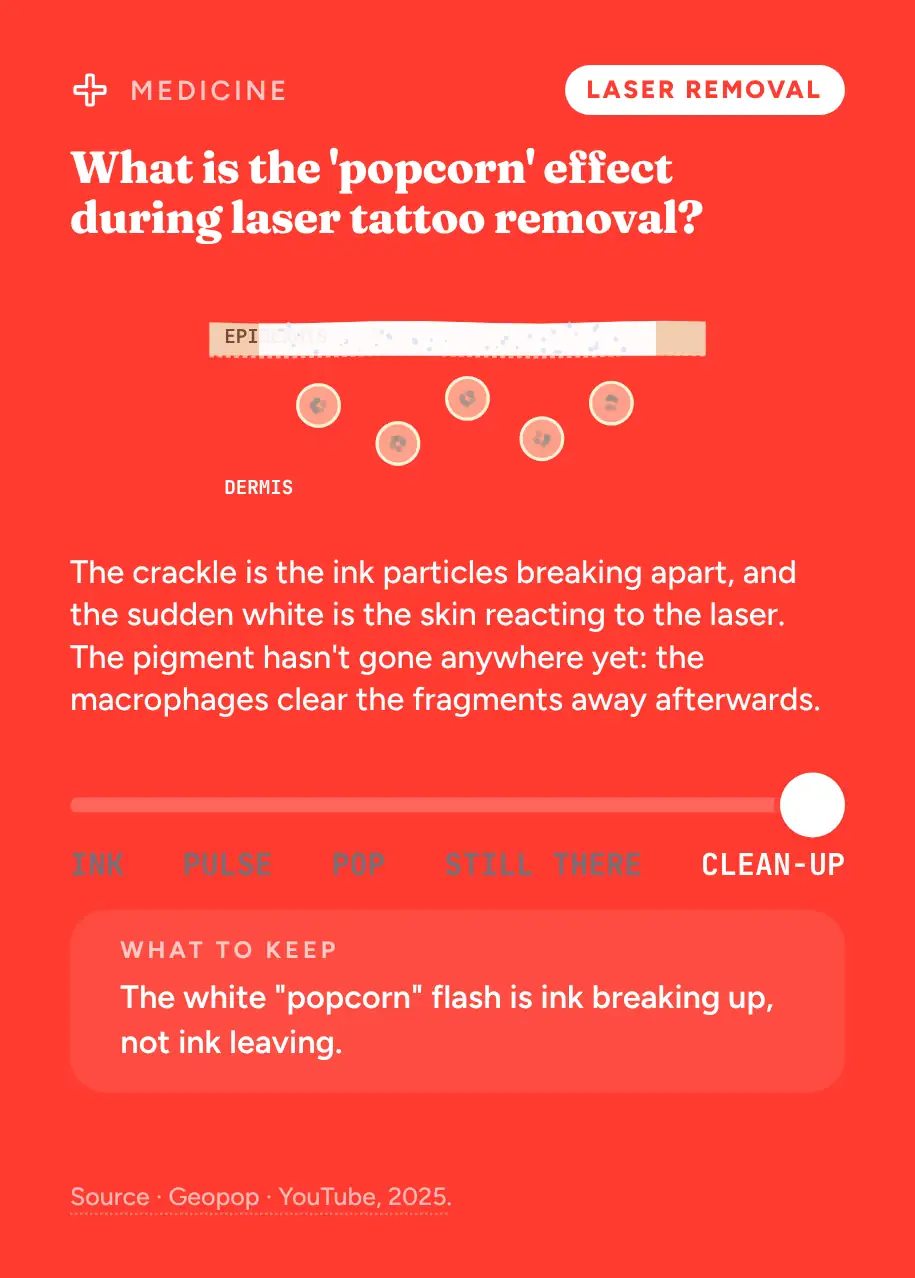 MEDICINE
LASER REMOVAL
What is the 'popcorn' effect
during laser tattoo removal?
EPIDERMIS
DERMIS
The crackle is the ink particles breaking apart, and
the sudden white is the skin reacting to the laser.
The pigment hasn't gone anywhere yet: the
macrophages clear the fragments away afterwards.
INK PULSE POP STILL THERE CLEAN-UP
WHAT TO KEEP
The white "popcorn" flash is ink breaking up,
not ink leaving.
Source · Geopop · YouTube, 2025.